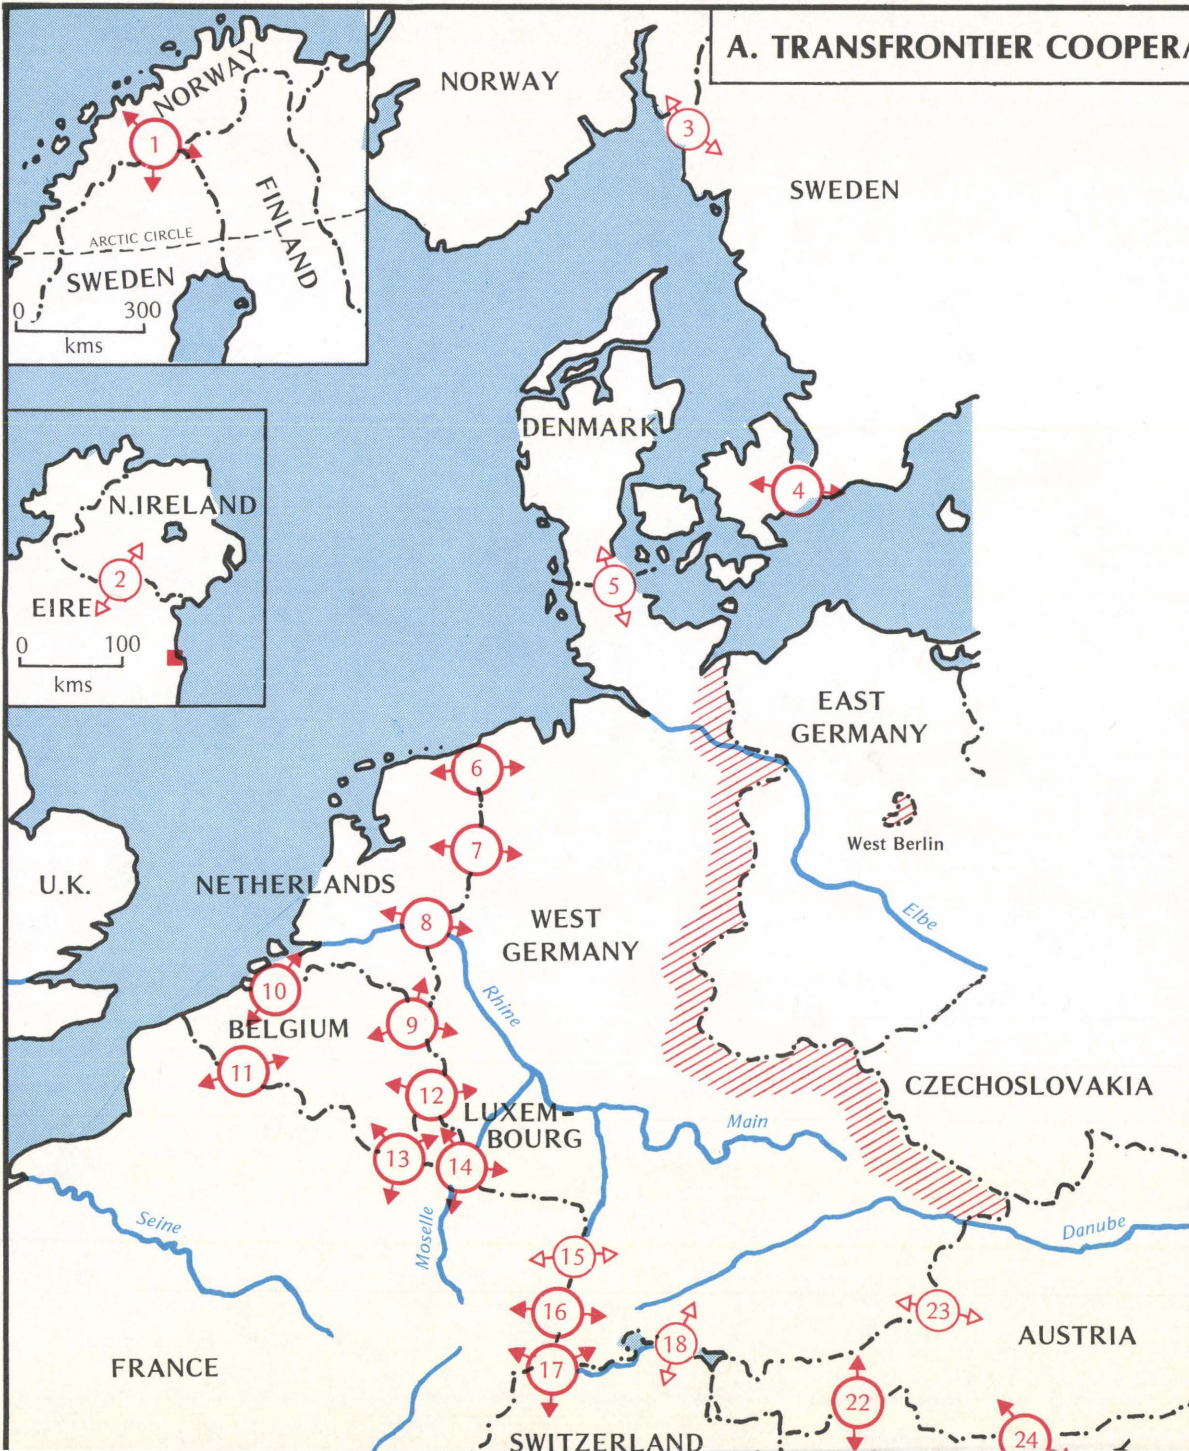 A. TRANSFRONTIER COOPERA
NORWAY
1
FINLAND
ARCTIC CIRCLE
SWEDEN
0 300
kms
NORWAY
3
SWEDEN
DENMARK
4
5
N.IRELAND
2
EIRE
0 100
kms
EAST
GERMANY
West Berlin
6
7
U.K.
NETHERLANDS
8
WEST
GERMANY
Elbe
10
Rhine
BELGIUM
9
11
CZECHOSLOVAKIA
12
LUXEM-
BOURG
Main
13
14
Seine
Moselle
Danube
15
16
23
18
AUSTRIA
17
FRANCE
22
24
SWITZERLAND